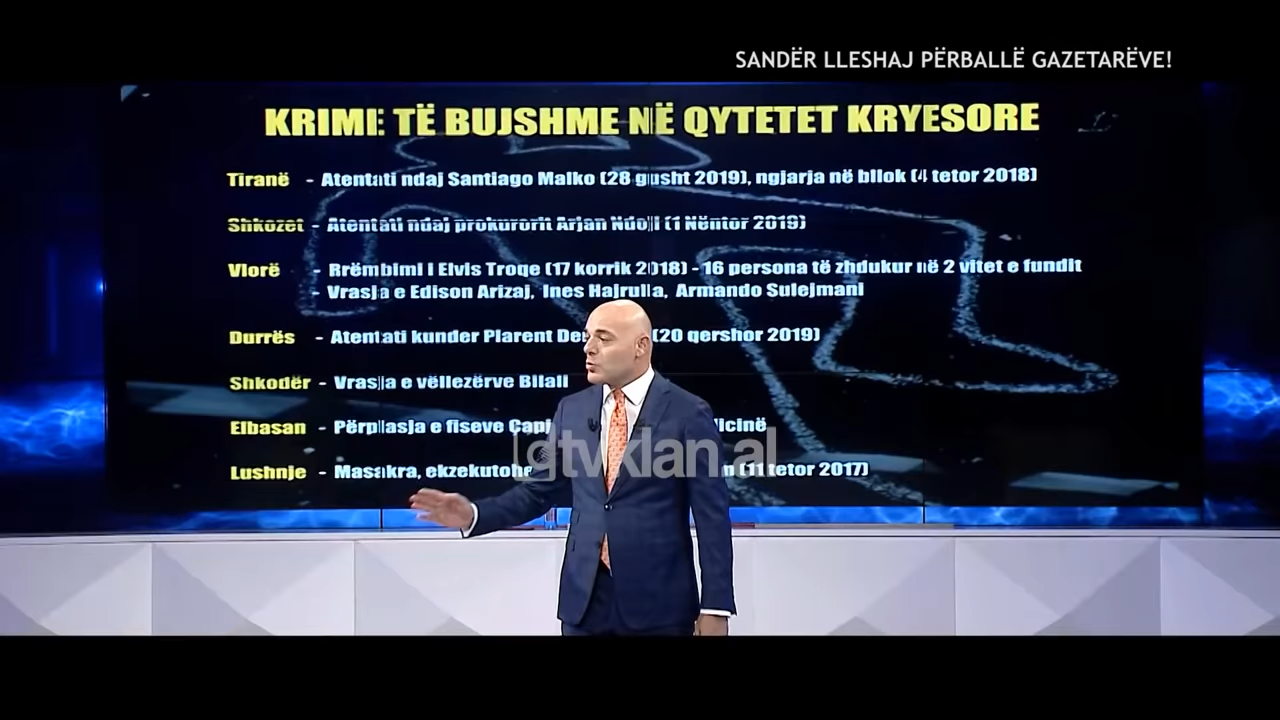 SANDËR LLESHAJ PËRBALLË GAZETARËVE!
KRIME TË BUJSHME NË QYTETET KRYESORE
Tiranë - Atentati ndaj Santiago Malko (28 gusht 2019), ngjarja në bllok (4 tetor 2018)
Shkozet - Atentati ndaj prokurorit Arjan Ndoji (1 Nëntor 2019)
Vlorë - Rrëmbimi i Elvis Troqe (17 korrik 2018) - 16 persona të zhdukur në 2 vitet e fundit
- Vrasja e Edison Arizaj, Ines Hajrulla, Armando Sulejmani
Durrës - Atentati kunder Plarent (20 qershor 2019)
Shkodër - Vrasja e vëllezërve Bilali
Elbasan - Përplasja e fiseve
Lushnje - Masakra, (11 tetor 2017)
tvklan.al